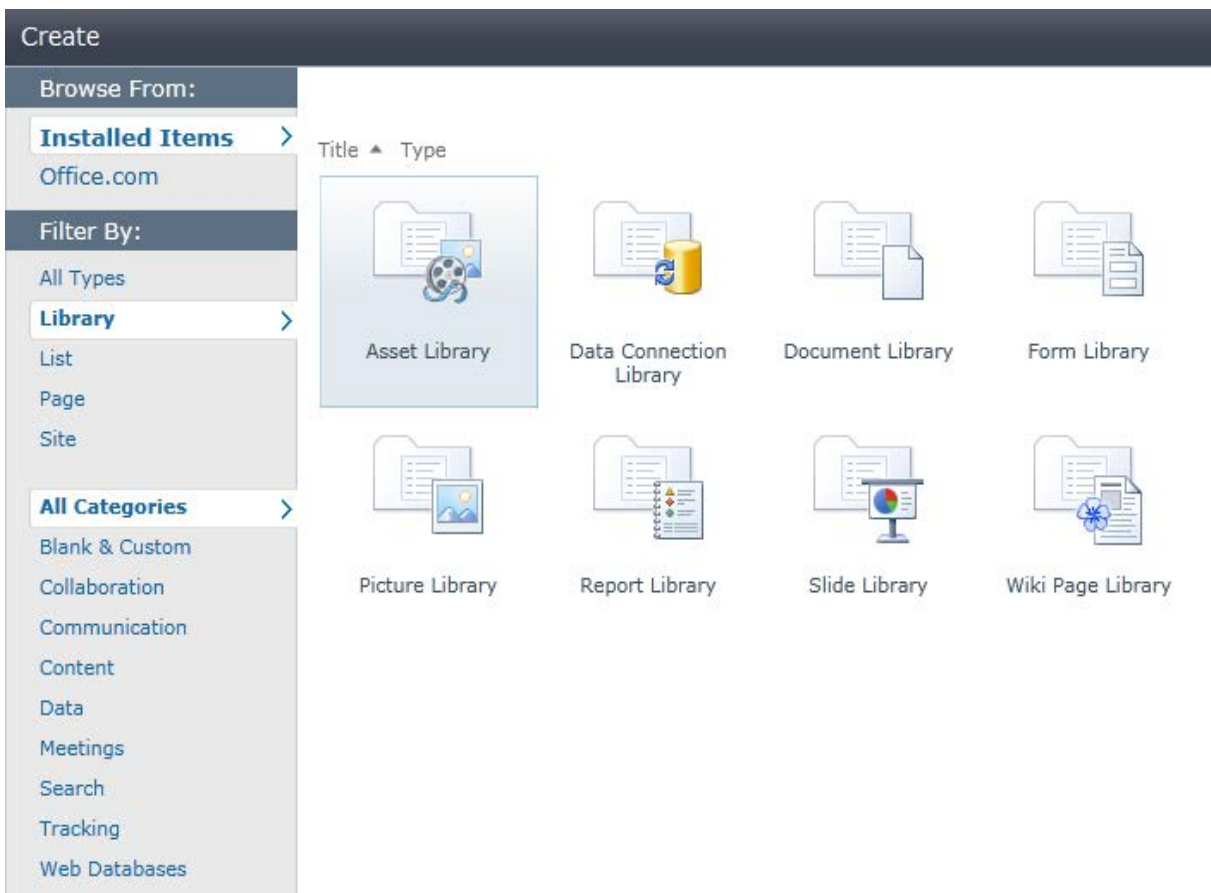 Create
Browse From:
Installed Items
Office.com
Filter By:
All Types
Library
List
Page
Site
All Categories
Blank & Custom
Collaboration
Communication
Content
Data
Meetings
Search
Tracking
Web Databases
Title Type
Asset Library
Data Connection
Library
Document Library
Form Library
Picture Library
Report Library
Slide Library
Wiki Page Library